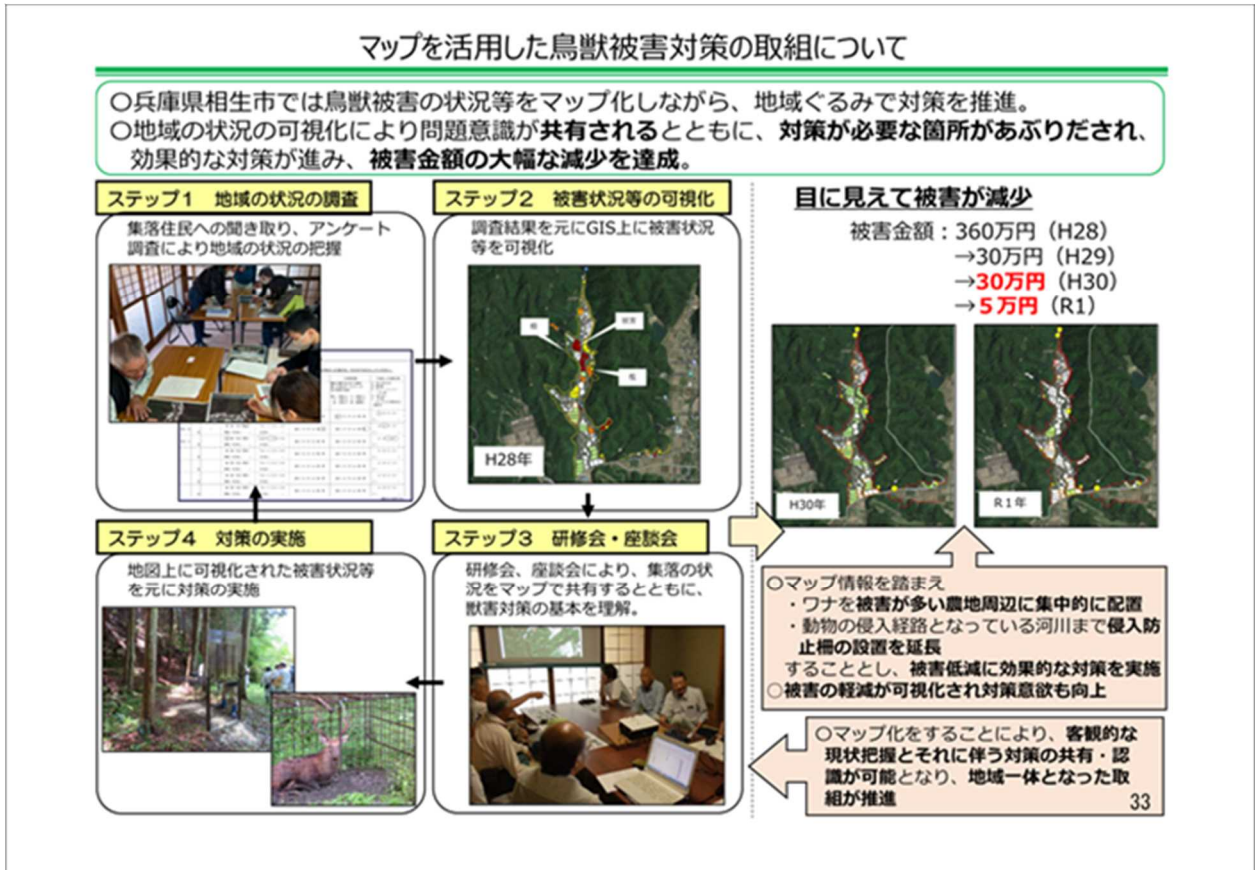 マップを活用した鳥獣被害対策の取組について
○兵庫県相生市では鳥獣被害の状況等をマップ化しながら、地域ぐるみで対策を推進。
○地域の状況の可視化により問題意識が共有されるとともに、対策が必要な箇所があぶりだされ、
効果的な対策が進み、被害金額の大幅な減少を達成。
ステップ1 地域の状況の調査
集落住民への聞き取り、アンケート
調査により地域の状況の把握
ステップ2 被害状況等の可視化
調査結果を元にGIS上に被害状況
等を可視化
H28年
ステップ3 研修会・座談会
研修会、座談会により、集落の状
況をマップで共有するとともに、
獣害対策の基本を理解。
ステップ4 対策の実施
地図上に可視化された被害状況等
を元に対策の実施
目に見えて被害が減少
被害金額：360万円（H28）
→30万円（H29）
→30万円（H30）
→5万円（R1）
H30年
R1年
○マップ情報を踏まえ
・ワナを被害が多い農地周辺に集中的に配置
・動物の侵入経路となっている河川まで侵入防
止柵の設置を延長
することとし、被害低減に効果的な対策を実施
○被害の軽減が可視化され対策意欲も向上
○マップ化をすることにより、客観的な
現状把握とそれに伴う対策の共有・認
識が可能となり、地域一体となった取
組が推進
33